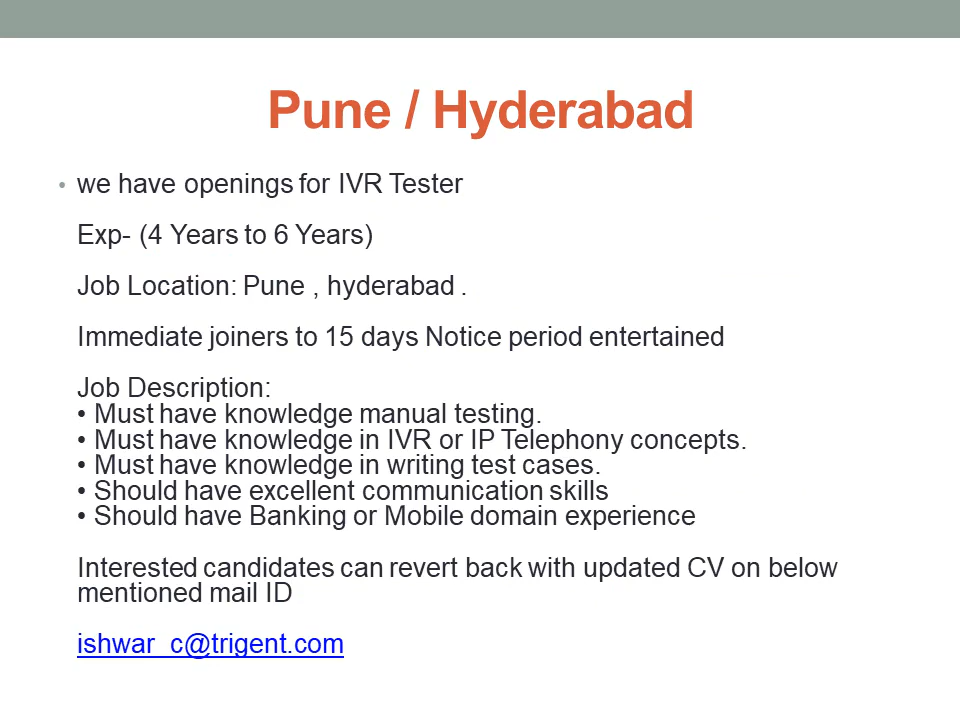 Pune / Hyderabad
• we have openings for IVR Tester
Exp- (4 Years to 6 Years)
Job Location: Pune , hyderabad .
Immediate joiners to 15 days Notice period entertained
Job Description:
• Must have knowledge manual testing.
• Must have knowledge in IVR or IP Telephony concepts.
• Must have knowledge in writing test cases.
• Should have excellent communication skills
• Should have Banking or Mobile domain experience
Interested candidates can revert back with updated CV on below
mentioned mail ID
ishwar_c@trigent.com